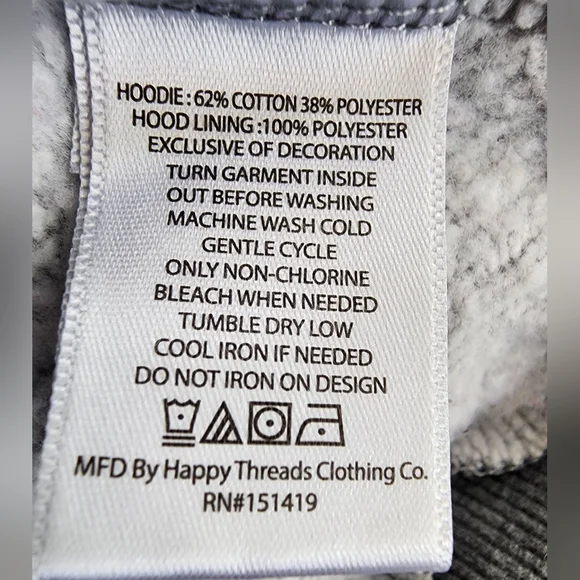 HOODIE : 62% COTTON 38% POLYESTER
HOOD LINING :100% POLYESTER
EXCLUSIVE OF DECORATION
TURN GARMENT INSIDE
OUT BEFORE WASHING
MACHINE WASH COLD
GENTLE CYCLE
ONLY NON-CHLORINE
BLEACH WHEN NEEDED
TUMBLE DRY LOW
COOL IRON IF NEEDED
DO NOT IRON ON DESIGN
MFD By Happy Threads Clothing Co.
RN#151419